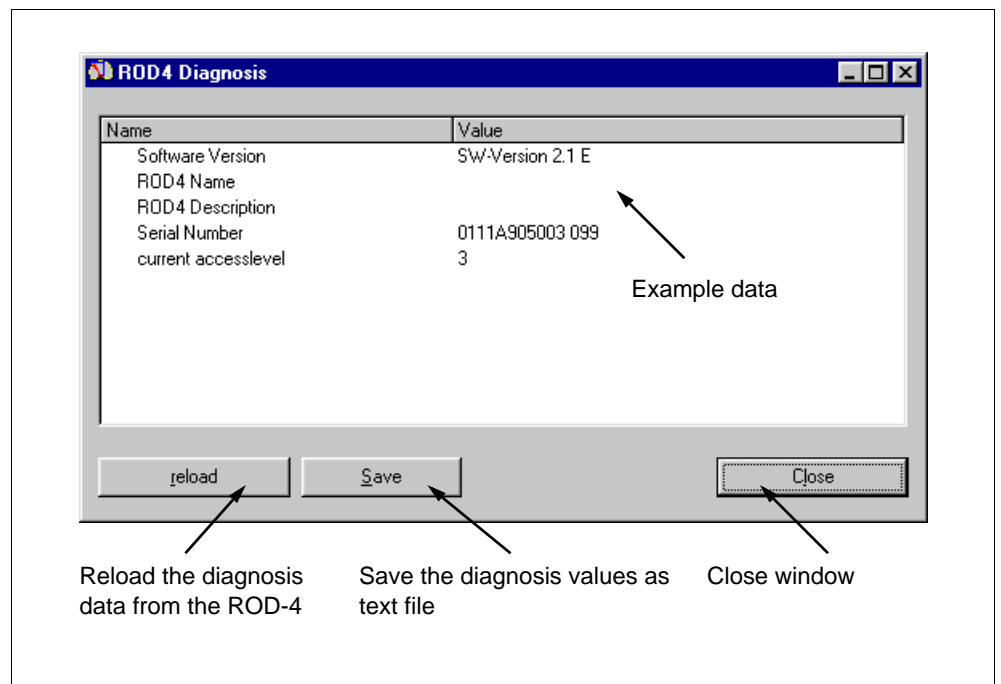 ROD4 Diagnosis
Name Value
Software Version SW-Version 2.1 E
ROD4 Name
ROD4 Description
Serial Number 0111A905003 099
current accesslevel 3
Example data
reload Save Close
Reload the diagnosis
data from the ROD-4
Save the diagnosis values as
text file
Close window